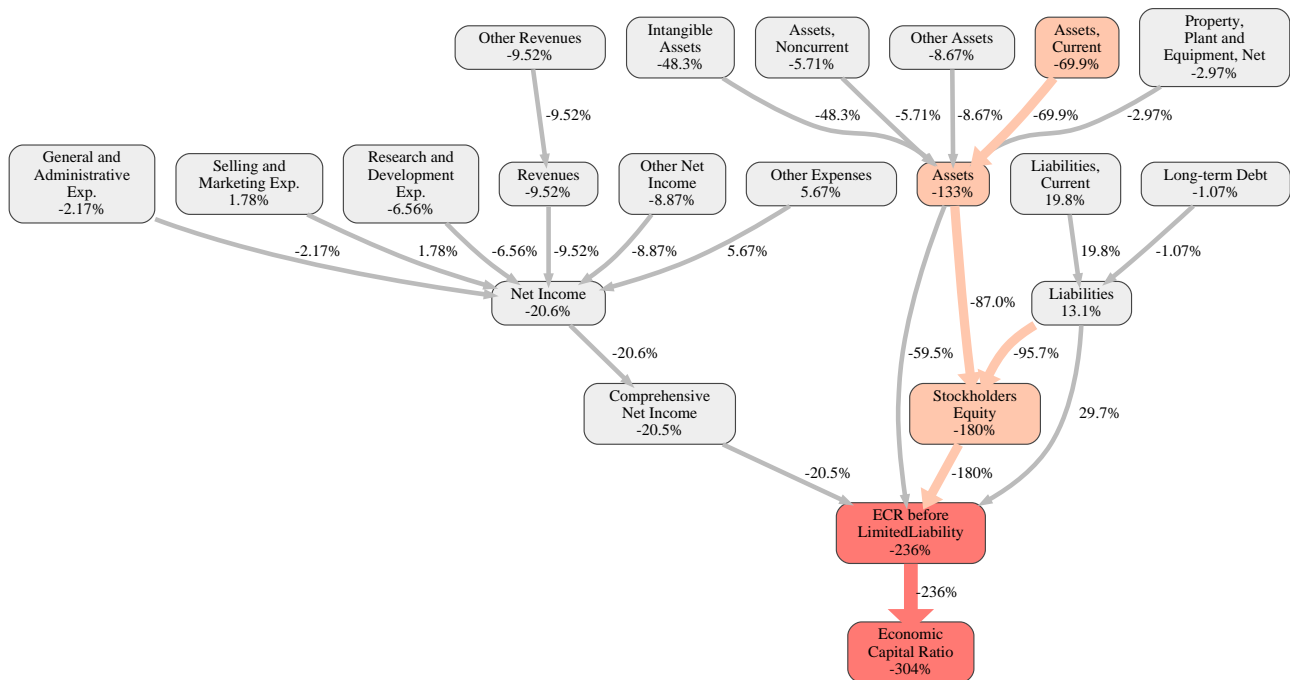 Other Revenues
-9.52%
Intangible
Assets
-48.3%
Assets,
Noncurrent
-5.71%
Other Assets
-8.67%
Assets,
Current
-69.9%
Property,
Plant and
Equipment, Net
-2.97%
-9.52%
-48.3%
-5.71%
-8.67%
-69.9%
-2.97%
General and
Administrative
Exp.
-2.17%
Selling and
Marketing Exp.
1.78%
Research and
Development
Exp.
-6.56%
Revenues
-9.52%
Other Net
Income
-8.87%
Other Expenses
5.67%
Assets
-133%
Liabilities,
Current
19.8%
Long-term Debt
-1.07%
-2.17%
1.78%
-6.56%
-9.52%
-8.87%
5.67%
19.8%
-1.07%
Net Income
-20.6%
-87.0%
Liabilities
13.1%
-20.6%
-59.5%
-95.7%
Comprehensive
Net Income
-20.5%
Stockholders
Equity
-180%
29.7%
-20.5%
-180%
ECR before
LimitedLiability
-236%
-236%
Economic
Capital Ratio
-304%